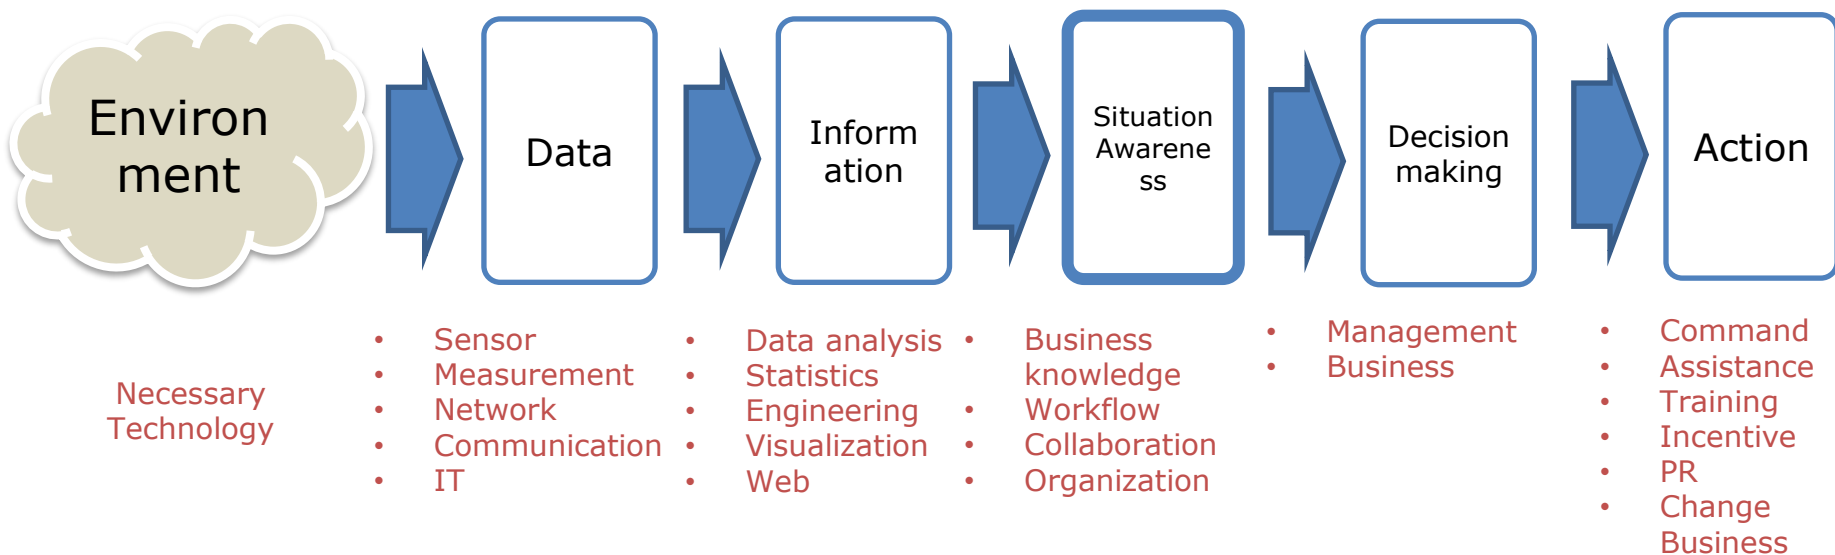 Environ
ment
Data
Inform
ation
Situation
Awarene
ss
Decision
making
Action
Necessary
Technology
• Sensor
• Measurement
• Network
• Communication
• IT
• Data analysis
• Statistics
• Engineering
• Visualization
• Web
• Business
knowledge
• Workflow
• Collaboration
• Organization
• Management
• Business
• Command
• Assistance
• Training
• Incentive
• PR
• Change
Business